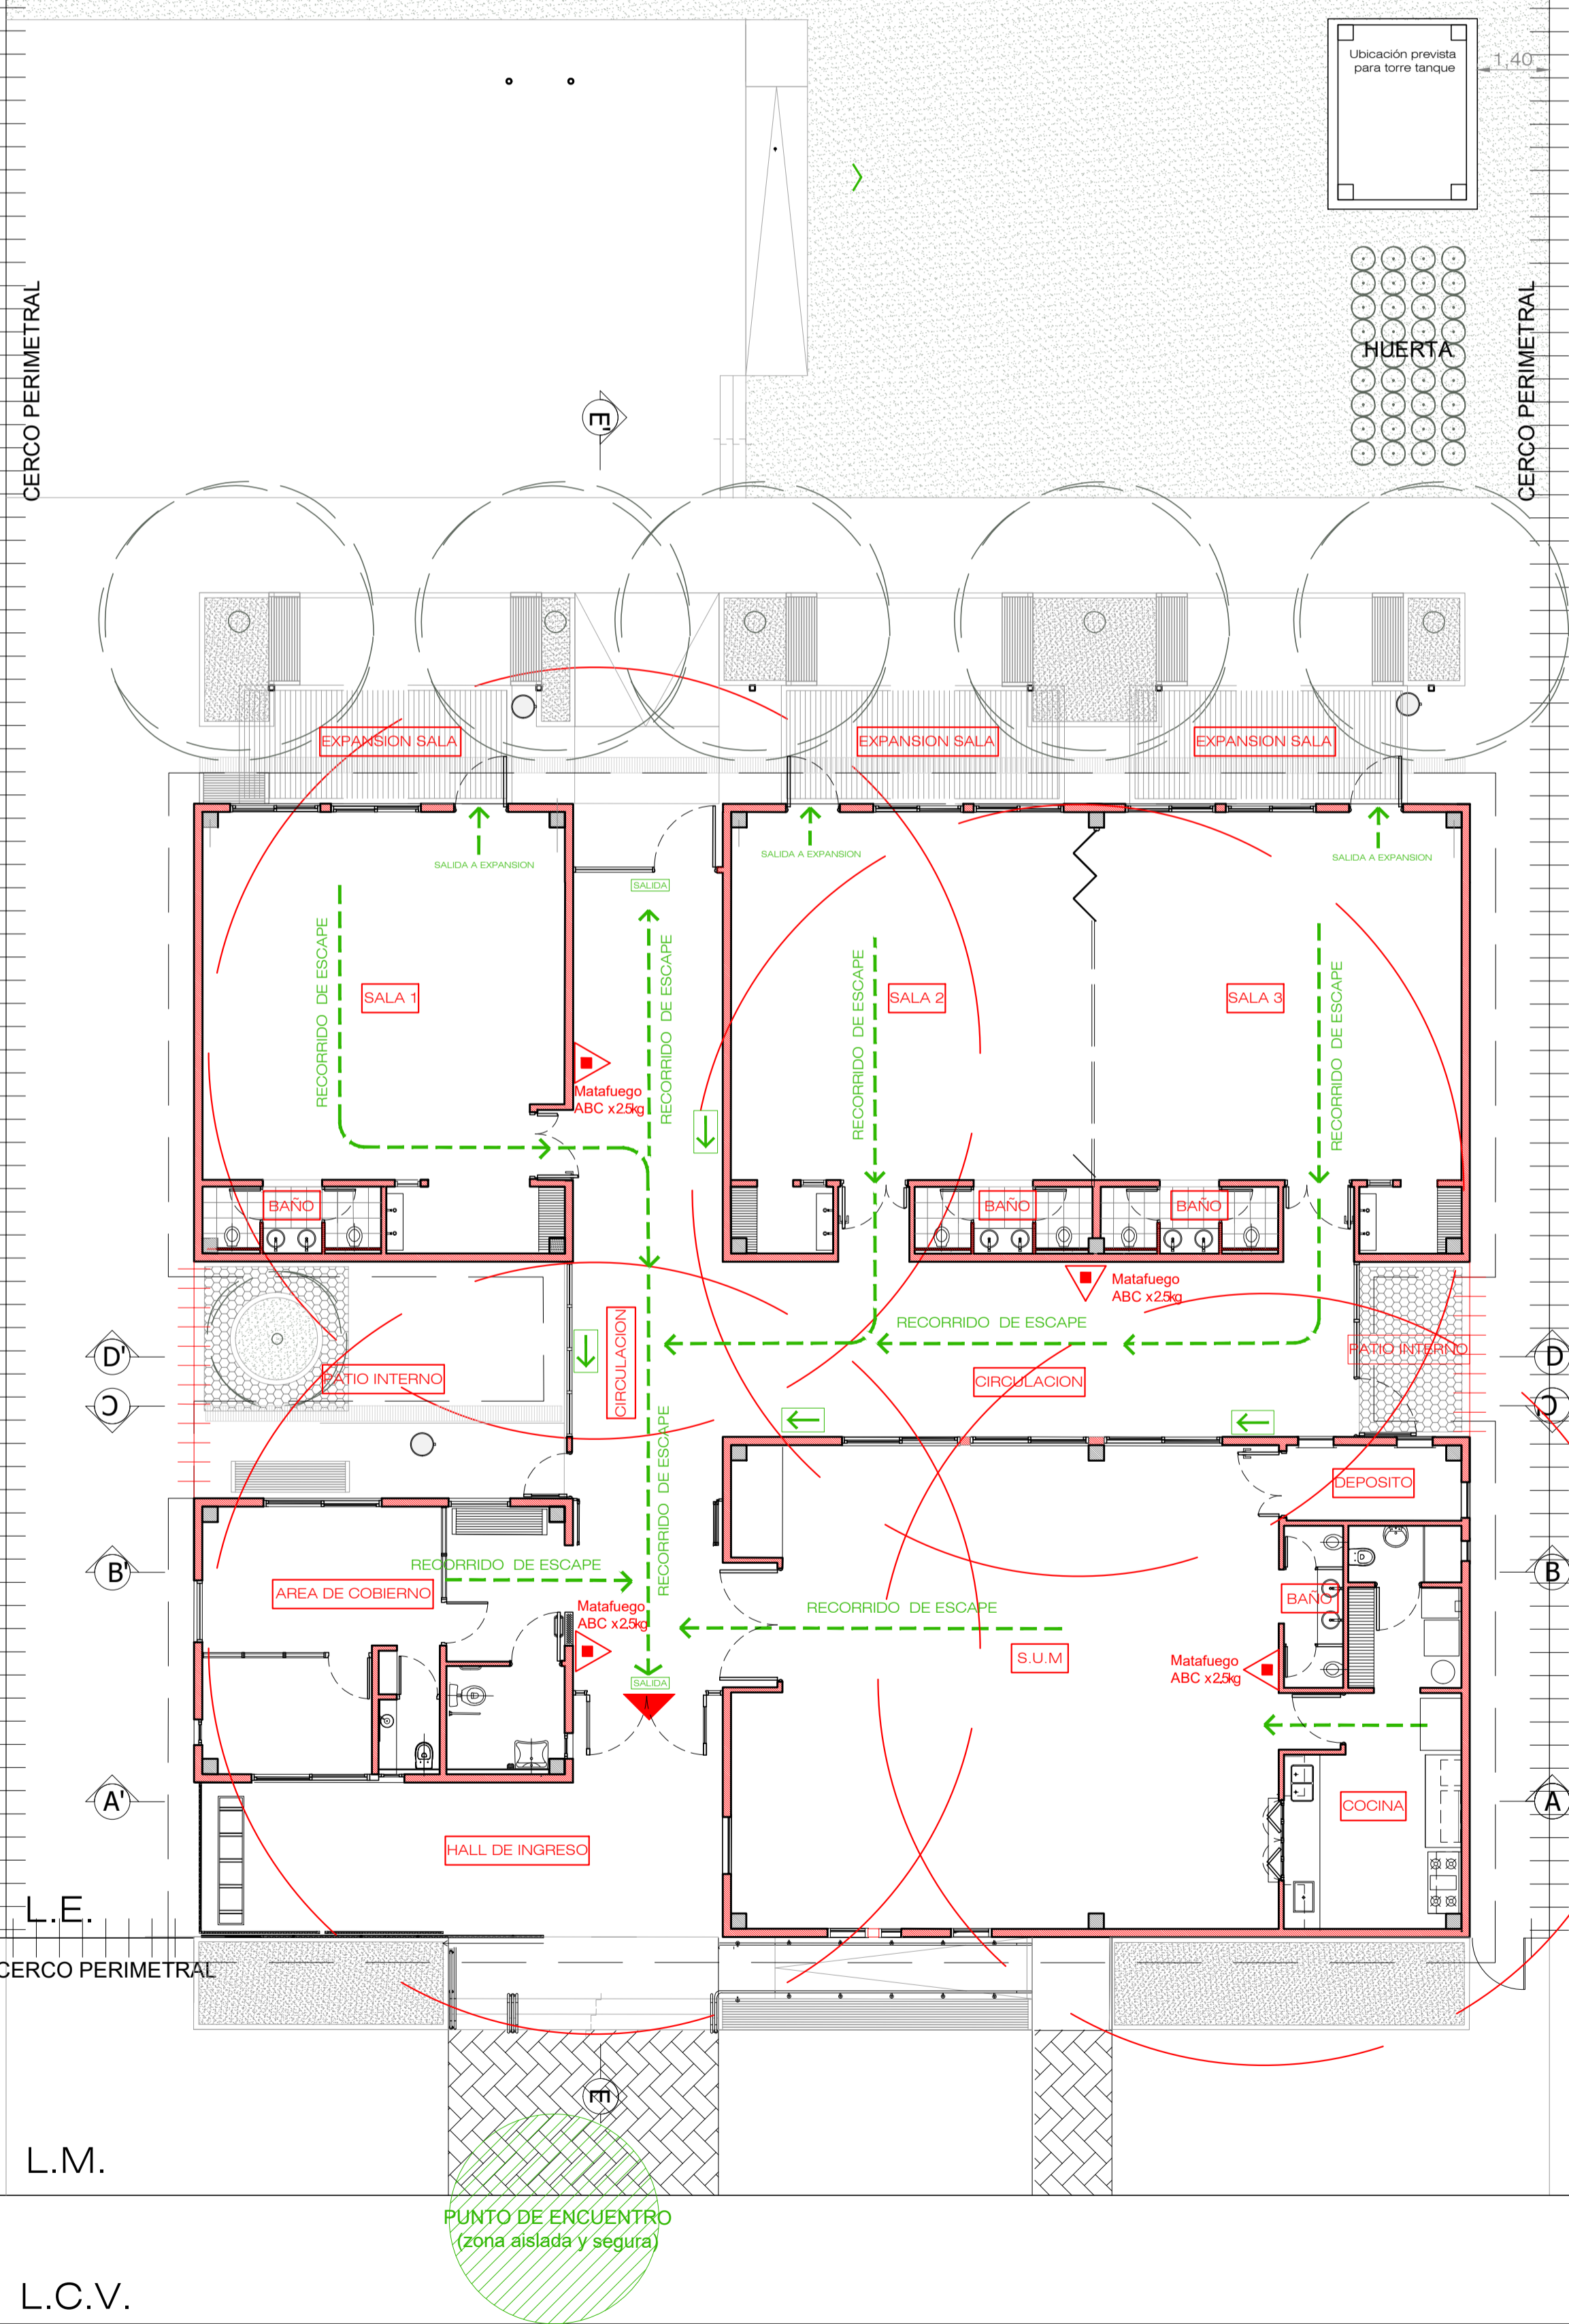 Ubicación prevista
para torre tanque
1,40
CERCO PERIMETRAL
CERCO PERIMETRAL
HUERTA
E'
EXPANSION SALA
EXPANSION SALA
EXPANSION SALA
SALIDA A EXPANSION
SALIDA A EXPANSION
SALIDA A EXPANSION
SALIDA
RECORRIDO DE ESCAPE
RECORRIDO DE ESCAPE
RECORRIDO DE ESCAPE
RECORRIDO DE ESCAPE
SALA 1
SALA 2
SALA 3
Matafuego
ABC x2.5kg
BAÑO
BAÑO
BAÑO
Matafuego
ABC x2.5kg
RECORRIDO DE ESCAPE
CIRCULACION
PATIO INTERNO
CIRCULACION
PATIO INTERNO
D'
D
C
C'
RECORRIDO DE ESCAPE
DEPOSITO
B'
RECORRIDO DE ESCAPE
AREA DE COBIERNO
B
BAÑO
Matafuego
ABC x2.5kg
RECORRIDO DE ESCAPE
S.U.M
Matafuego
ABC x2.5kg
SALIDA
A'
COCINA
A
HALL DE INGRESO
L.E.
CERCO PERIMETRAL
E
L.M.
PUNTO DE ENCUENTRO
(zona aislada y segura)
L.C.V.